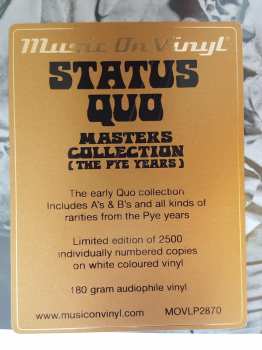 Music On Vinyl®
STATUS
QUO
MASTERS
COLLECTION
(THE PYE YEARS)
The early Quo collection
Includes A's & B's and all kinds of
rarities from the Pye years
Limited edition of 2500
individually numbered copies
on white coloured vinyl
180 gram audiophile vinyl
www.musiconvinyl.com MOVLP2870